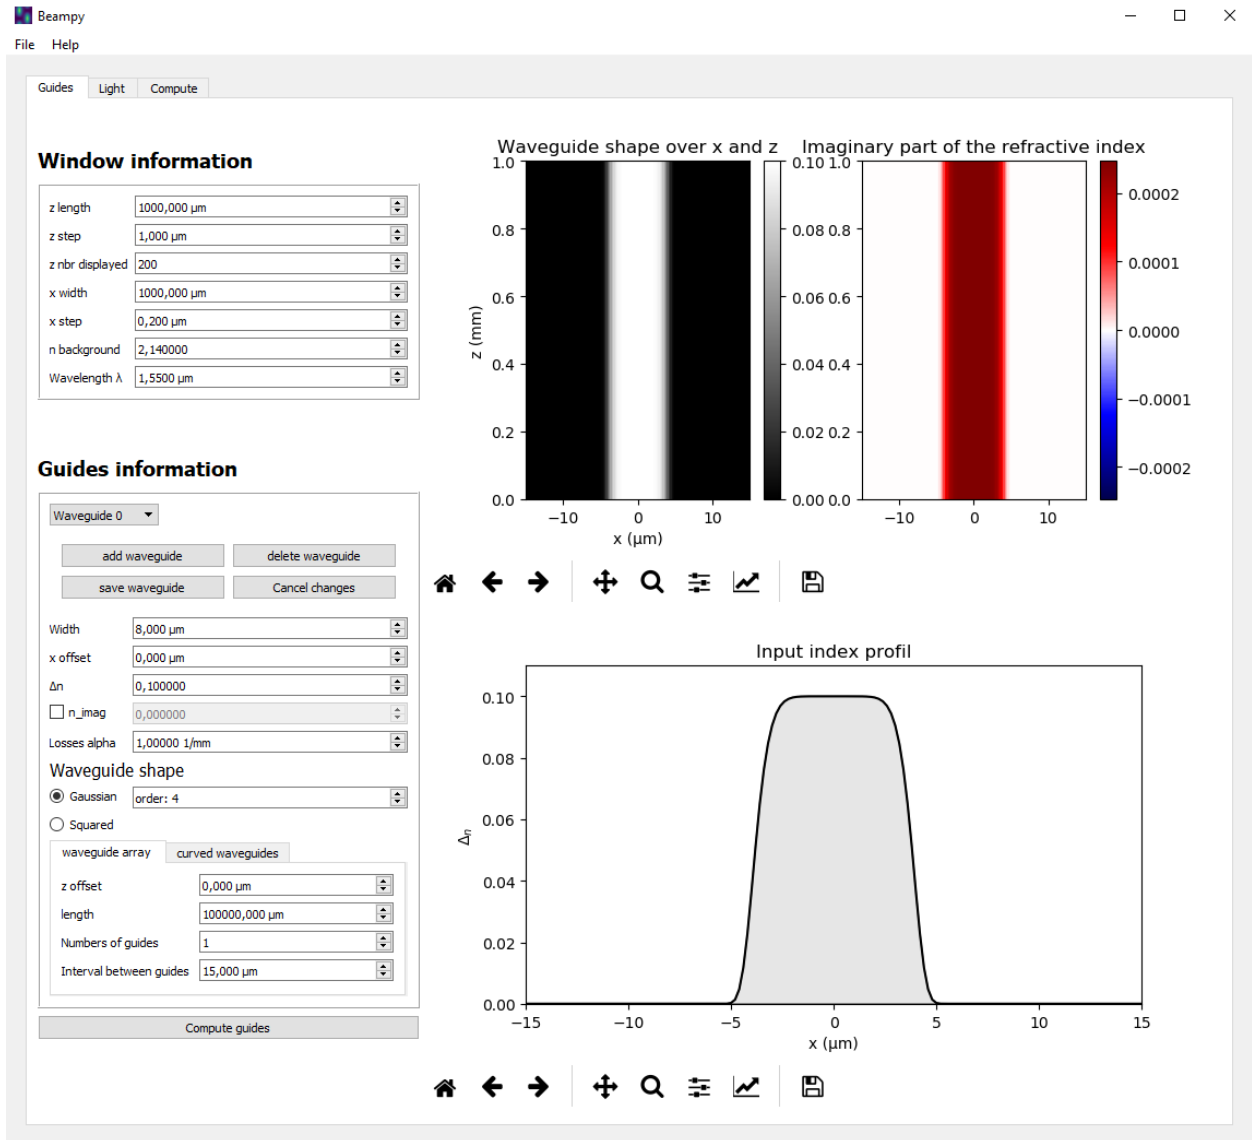 Beampy
File Help
Guides Light Compute
Window information
z length 1000,000 µm
z step 1,000 µm
z nbr displayed 200
x width 1000,000 µm
x step 0,200 µm
n background 2,140000
Wavelength λ 1,5500 µm
Guides information
Waveguide 0
add waveguide delete waveguide
save waveguide Cancel changes
Width 8,000 µm
x offset 0,000 µm
Δn 0,100000
n_imag 0,000000
Losses alpha 1,00000 1/mm
Waveguide shape
Gaussian order: 4
Squared
waveguide array curved waveguides
z offset 0,000 µm
length 100000,000 µm
Numbers of guides 1
Interval between guides 15,000 µm
Compute guides
Waveguide shape over x and z
1.0
0.8
0.6
0.4
0.2
0.0
z (mm)
−10 0 10
x (µm)
0.10
0.08
0.06
0.04
0.02
0.00
Imaginary part of the refractive index
1.0
0.8
0.6
0.4
0.2
0.0
−10 0 10
0.0002
0.0001
0.0000
−0.0001
−0.0002
Input index profil
0.10
0.08
0.06
0.04
0.02
0.00
Δn
−15 −10 −5 0 5 10 15
x (µm)